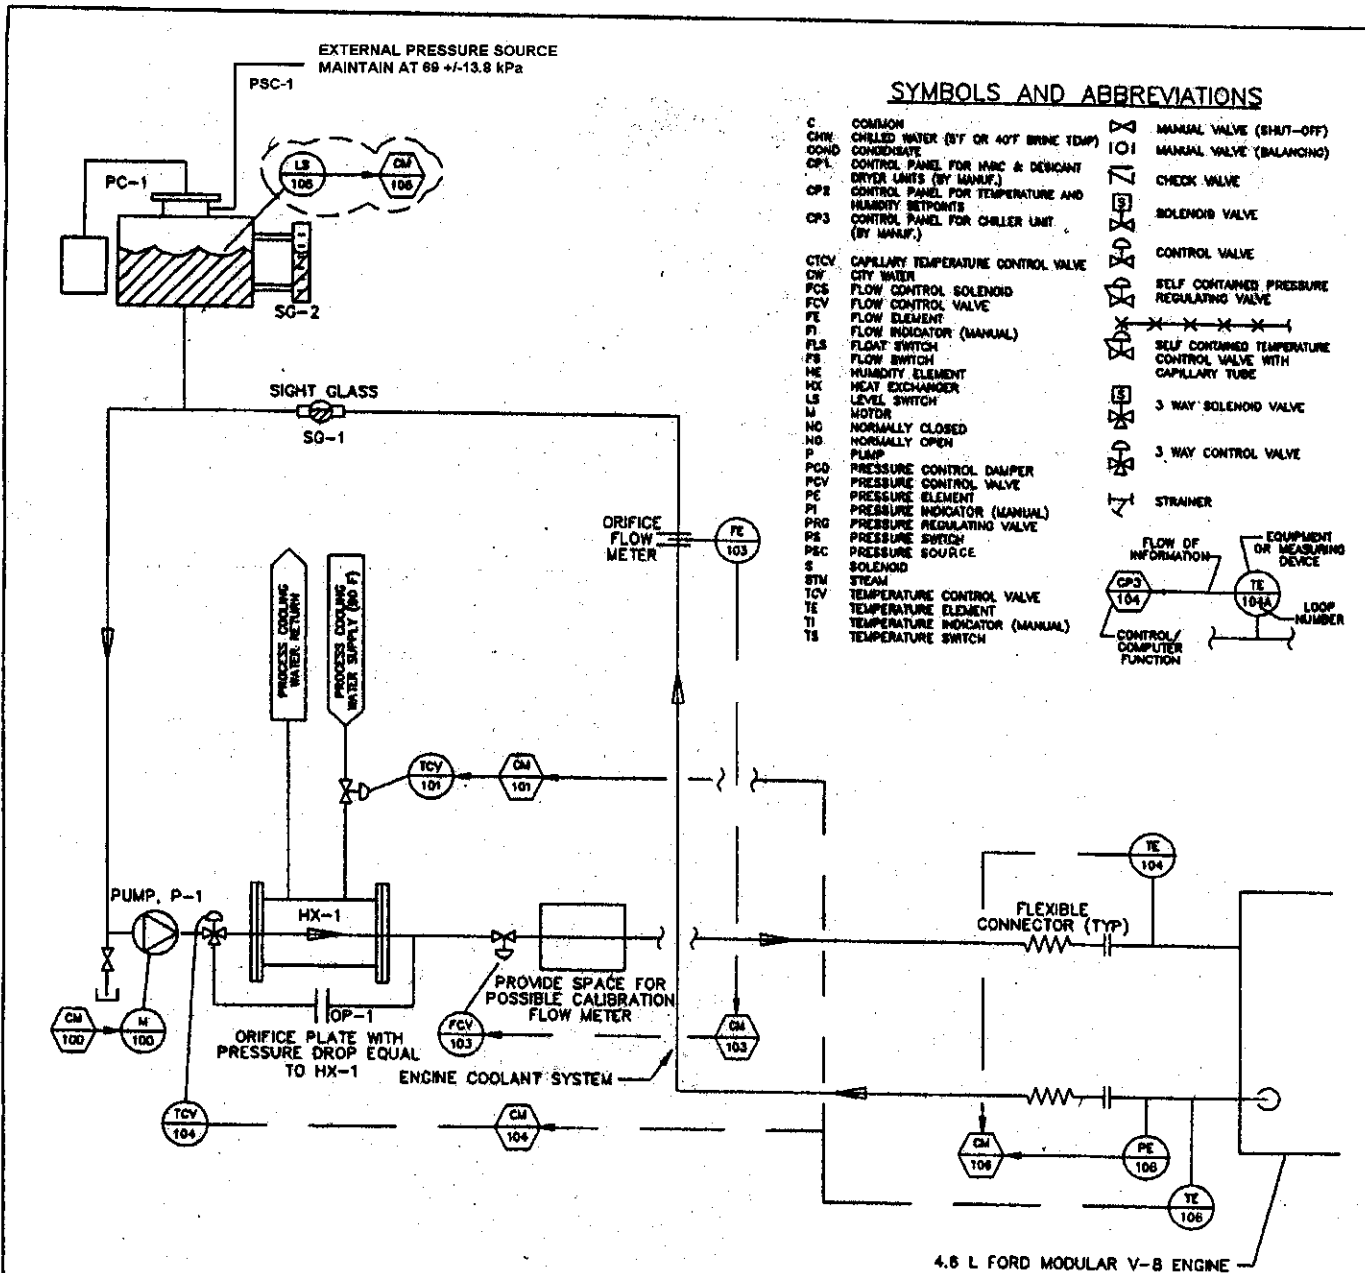 EXTERNAL PRESSURE SOURCE
MAINTAIN AT 69 +/-13.8 kPa
PSC-1
PC-1
LS
105
CM
105
SG-2
SIGHT GLASS
SG-1
SYMBOLS AND ABBREVIATIONS
C COMMON
CHW CHILLED WATER (5°F OR 40°F BRINE TEMP)
COND CONDENSATE
CP1 CONTROL PANEL FOR HVAC & DESICANT
DRYER UNITS (BY MANUF.)
CP2 CONTROL PANEL FOR TEMPERATURE AND
HUMIDITY SETPOINTS
CP3 CONTROL PANEL FOR CHILLER UNIT
(BY MANUF.)
CTCV CAPILLARY TEMPERATURE CONTROL VALVE
CW CITY WATER
FCS FLOW CONTROL SOLENOID
FCV FLOW CONTROL VALVE
FE FLOW ELEMENT
FI FLOW INDICATOR (MANUAL)
FLS FLOAT SWITCH
FS FLOW SWITCH
HE HUMIDITY ELEMENT
HX HEAT EXCHANGER
LS LEVEL SWITCH
M MOTOR
NC NORMALLY CLOSED
NO NORMALLY OPEN
P PUMP
PCD PRESSURE CONTROL DAMPER
PCV PRESSURE CONTROL VALVE
PE PRESSURE ELEMENT
PI PRESSURE INDICATOR (MANUAL)
PRG PRESSURE REGULATING VALVE
PS PRESSURE SWITCH
PSC PRESSURE SOURCE
S SOLENOID
STM STEAM
TCV TEMPERATURE CONTROL VALVE
TE TEMPERATURE ELEMENT
TI TEMPERATURE INDICATOR (MANUAL)
TS TEMPERATURE SWITCH
MANUAL VALVE (SHUT-OFF)
MANUAL VALVE (BALANCING)
CHECK VALVE
S
SOLENOID VALVE
CONTROL VALVE
SELF CONTAINED PRESSURE
REGULATING VALVE
SELF CONTAINED TEMPERATURE
CONTROL VALVE WITH
CAPILLARY TUBE
S
3 WAY SOLENOID VALVE
3 WAY CONTROL VALVE
STRAINER
FLOW OF
INFORMATION
EQUIPMENT
OR MEASURING
DEVICE
CP3
104
TE
104A
LOOP
NUMBER
CONTROL/
COMPUTER
FUNCTION
ORIFICE
FLOW
METER
FE
103
PROCESS COOLING
WATER RETURN
PROCESS COOLING
WATER SUPPLY (90 F)
TCV
101
CM
101
TE
104
PUMP, P-1
HX-1
FLEXIBLE
CONNECTOR (TYP)
PROVIDE SPACE FOR
POSSIBLE CALIBRATION
FLOW METER
OP-1
ORIFICE PLATE WITH
PRESSURE DROP EQUAL
TO HX-1
CM
100
M
100
FCV
103
CM
103
ENGINE COOLANT SYSTEM
TCV
104
CM
104
CM
106
PE
106
TE
106
4.6 L FORD MODULAR V-8 ENGINE